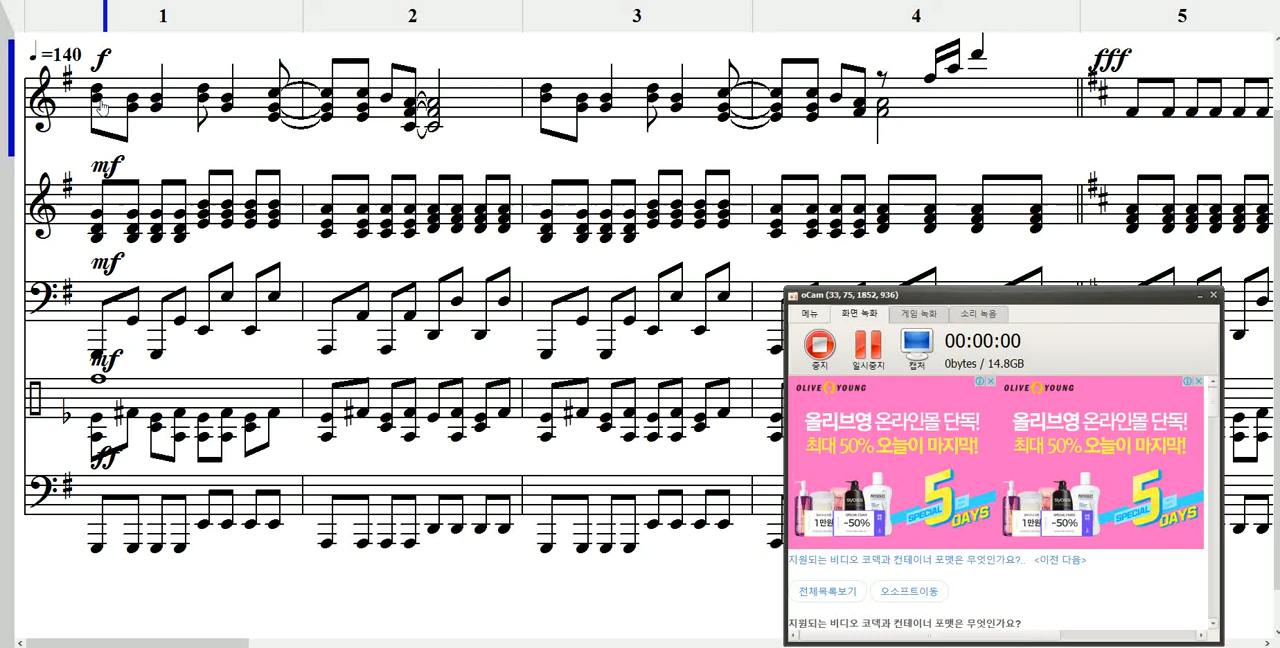 1 2 3 4 5
♩=140 f
fff
mf
mf
mf
ff
oCam (33, 75, 1852, 936)
메뉴 화면 녹화 게임 녹화 소리 녹음
중지 일시중지 캡처
00:00:00
0bytes / 14.8GB
OLIVE YOUNG OLIVE YOUNG
올리브영 온라인몰 단독! 올리브영 온라인몰 단독!
최대 50% 오늘이 마지막! 최대 50% 오늘이 마지막!
1만원 -50% SPECIAL 5 DAYS 1만원 -50% SPECIAL 5 DAYS
지원되는 비디오 코덱과 컨테이너 포맷은 무엇인가요?.. <이전 다음>
전체목록보기 오소프트이동
지원되는 비디오 코덱과 컨테이너 포맷은 무엇인가요?